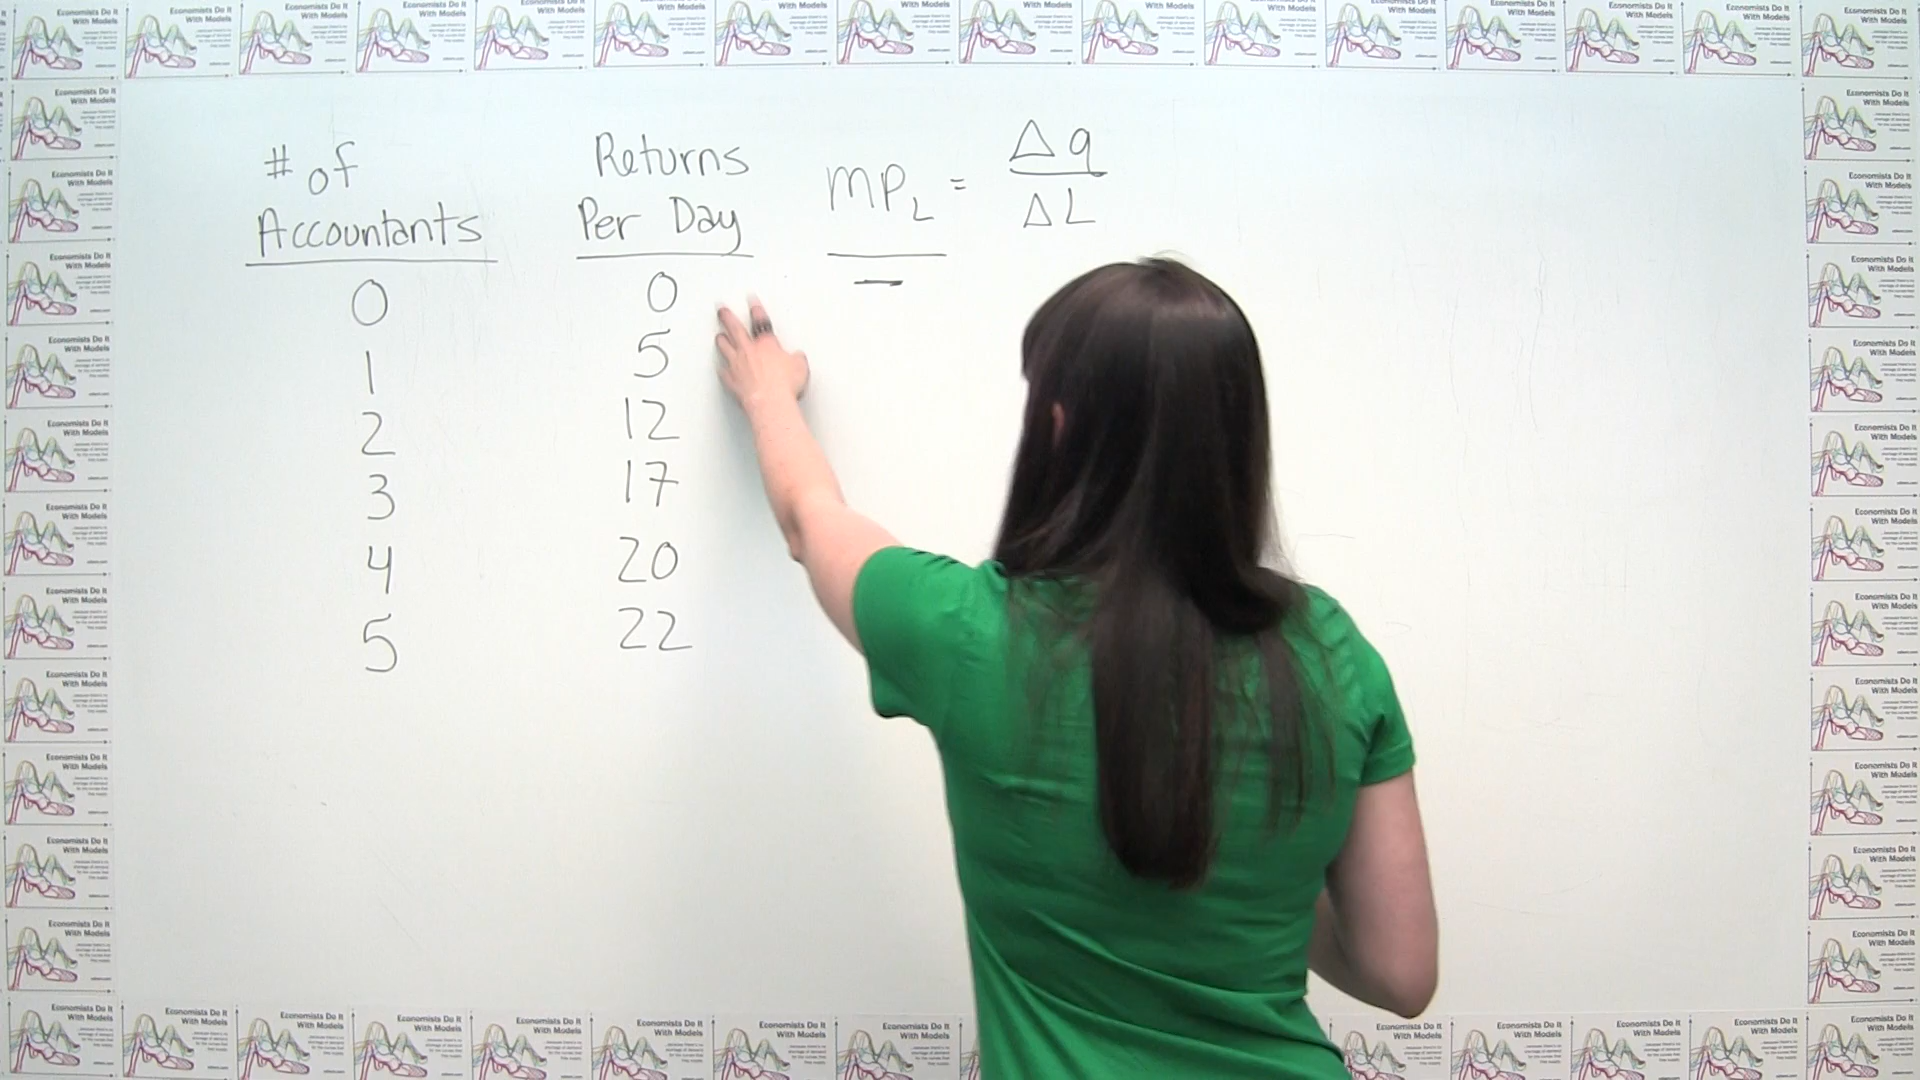 # of
Accountants
Returns
Per Day
MP_L = Δq
ΔL
0 0 —
1 5
2 12
3 17
4 20
5 22
Economists Do It
With Models